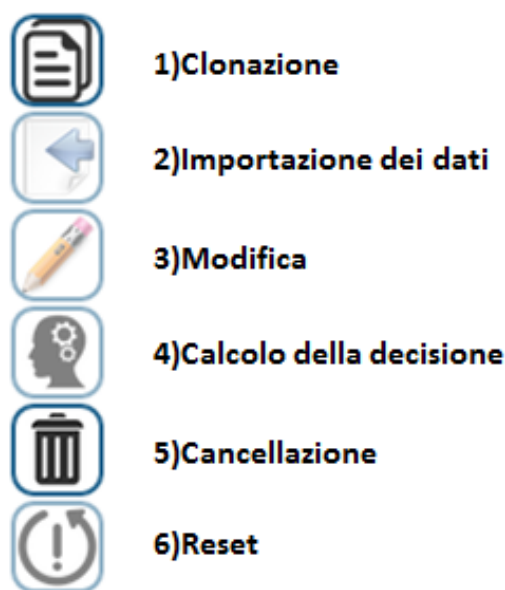 1)Clonazione
2)Importazione dei dati
3)Modifica
4)Calcolo della decisione
5)Cancellazione
6)Reset